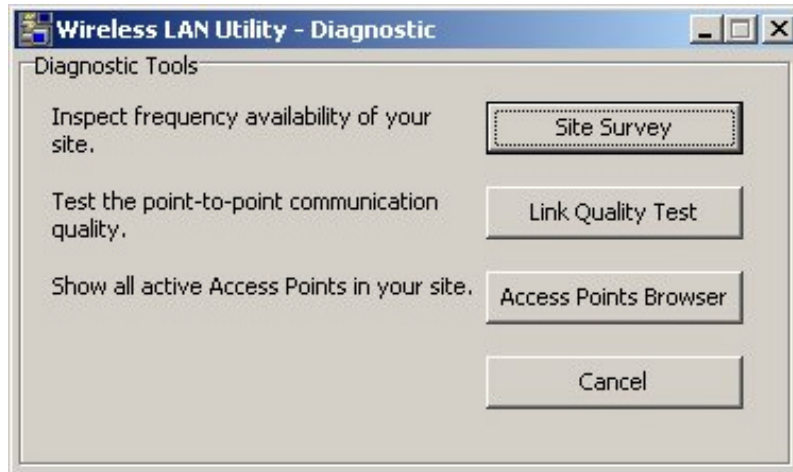 Wireless LAN Utility - Diagnostic
Diagnostic Tools
Inspect frequency availability of your
site.
Site Survey
Test the point-to-point communication
quality.
Link Quality Test
Show all active Access Points in your site.
Access Points Browser
Cancel